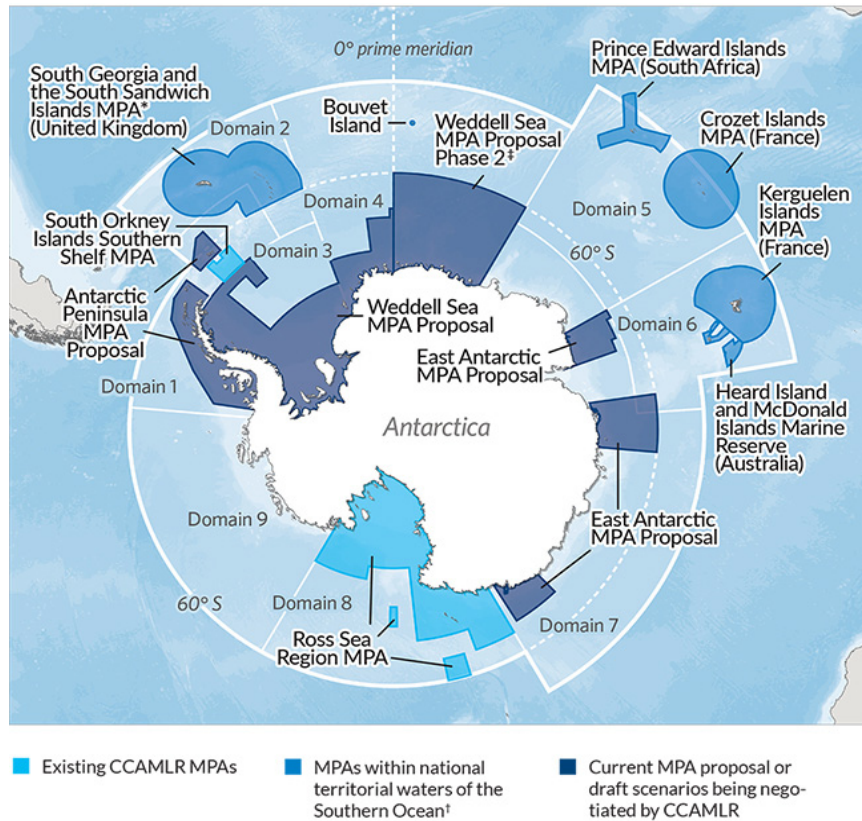 0° prime meridian
South Georgia and
the South Sandwich
Islands MPA*
(United Kingdom)
Domain 2
Bouvet
Island
Weddell Sea
MPA Proposal
Phase 2‡
Prince Edward Islands
MPA (South Africa)
Crozet Islands
MPA (France)
Kerguelen
Islands
MPA
(France)
Domain 4
Domain 5
60° S
South Orkney
Islands Southern
Shelf MPA
Domain 3
Antarctic
Peninsula
MPA
Proposal
Weddell Sea
MPA Proposal
Domain 6
East Antarctic
MPA Proposal
Domain 1
Heard Island
and McDonald
Islands Marine
Reserve
(Australia)
Antarctica
Domain 9
East Antarctic
MPA Proposal
60° S
Domain 8
Domain 7
Ross Sea
Region MPA
Existing CCAMLR MPAs
MPAs within national
territorial waters of the
Southern Ocean†
Current MPA proposal or
draft scenarios being nego-
tiated by CCAMLR